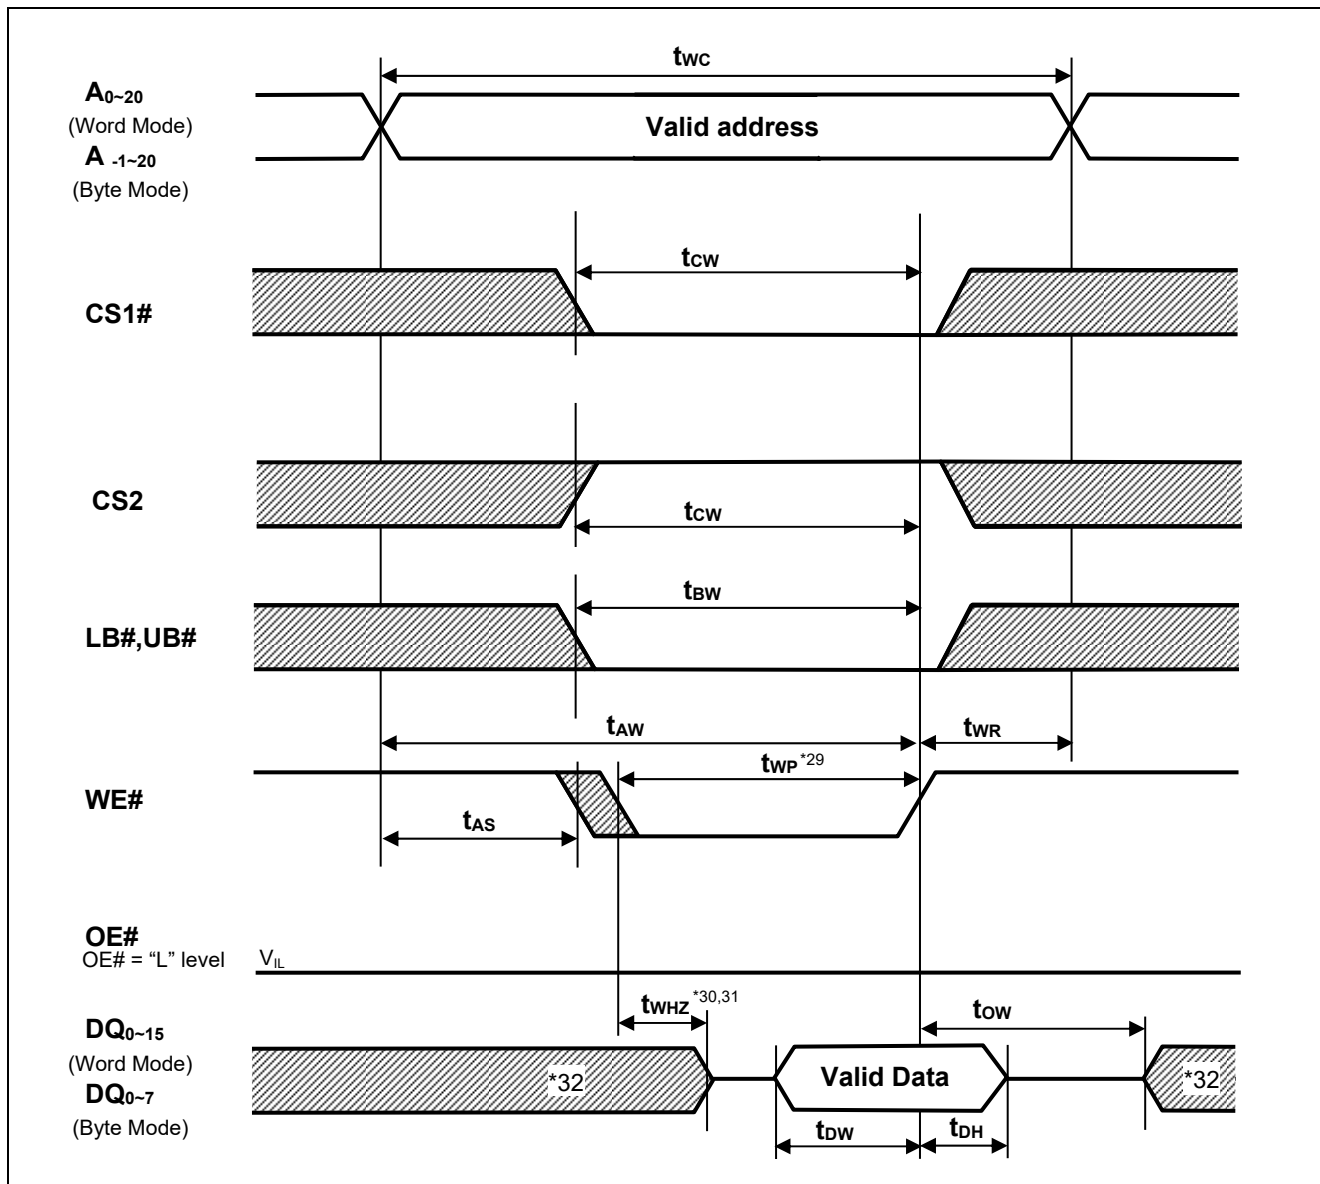 tWC
A0~20
(Word Mode)
A -1~20
(Byte Mode)
Valid address
tCW
CS1#
CS2
tCW
tBW
LB#,UB#
tAW
tWR
tWP *29
WE#
tAS
OE#
OE# = “L” level
VIL
tWHZ *30,31
tOW
DQ0~15
(Word Mode)
DQ0~7
(Byte Mode)
*32
Valid Data
*32
tDW
tDH